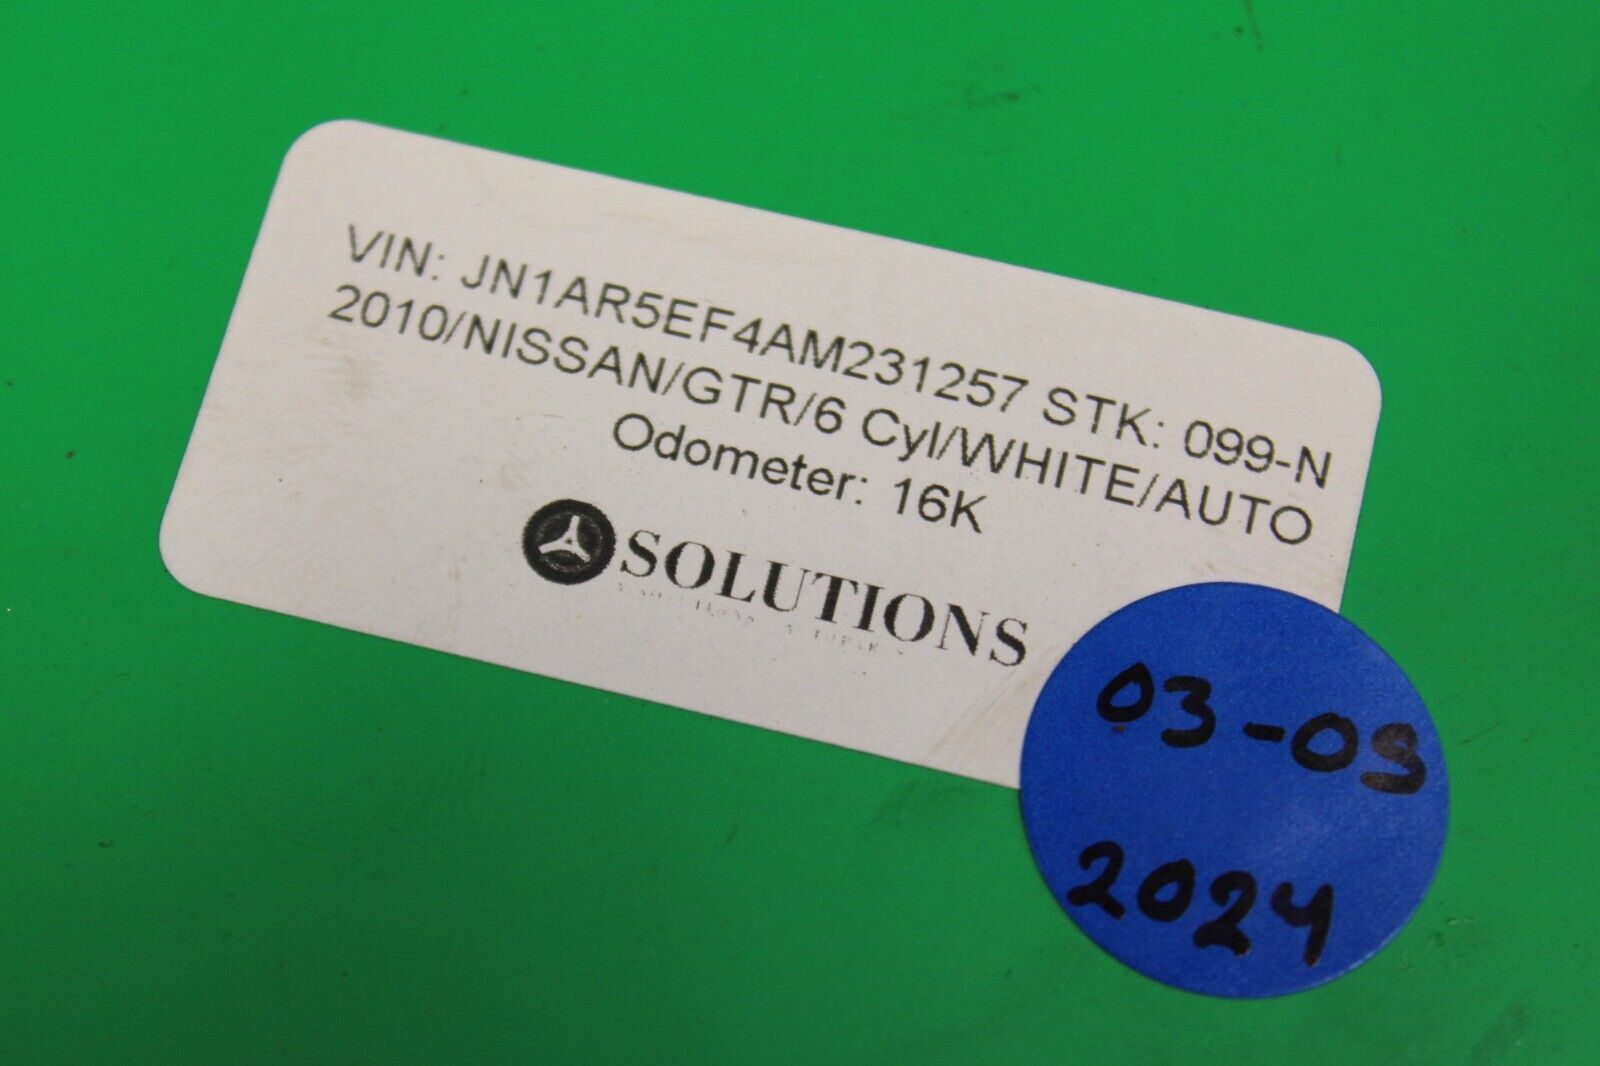 VIN: JN1AR5EF4AM231257 STK: 099-N
2010/NISSAN/GTR/6 Cyl/WHITE/AUTO
Odometer: 16K
SOLUTIONS
03-09
2024